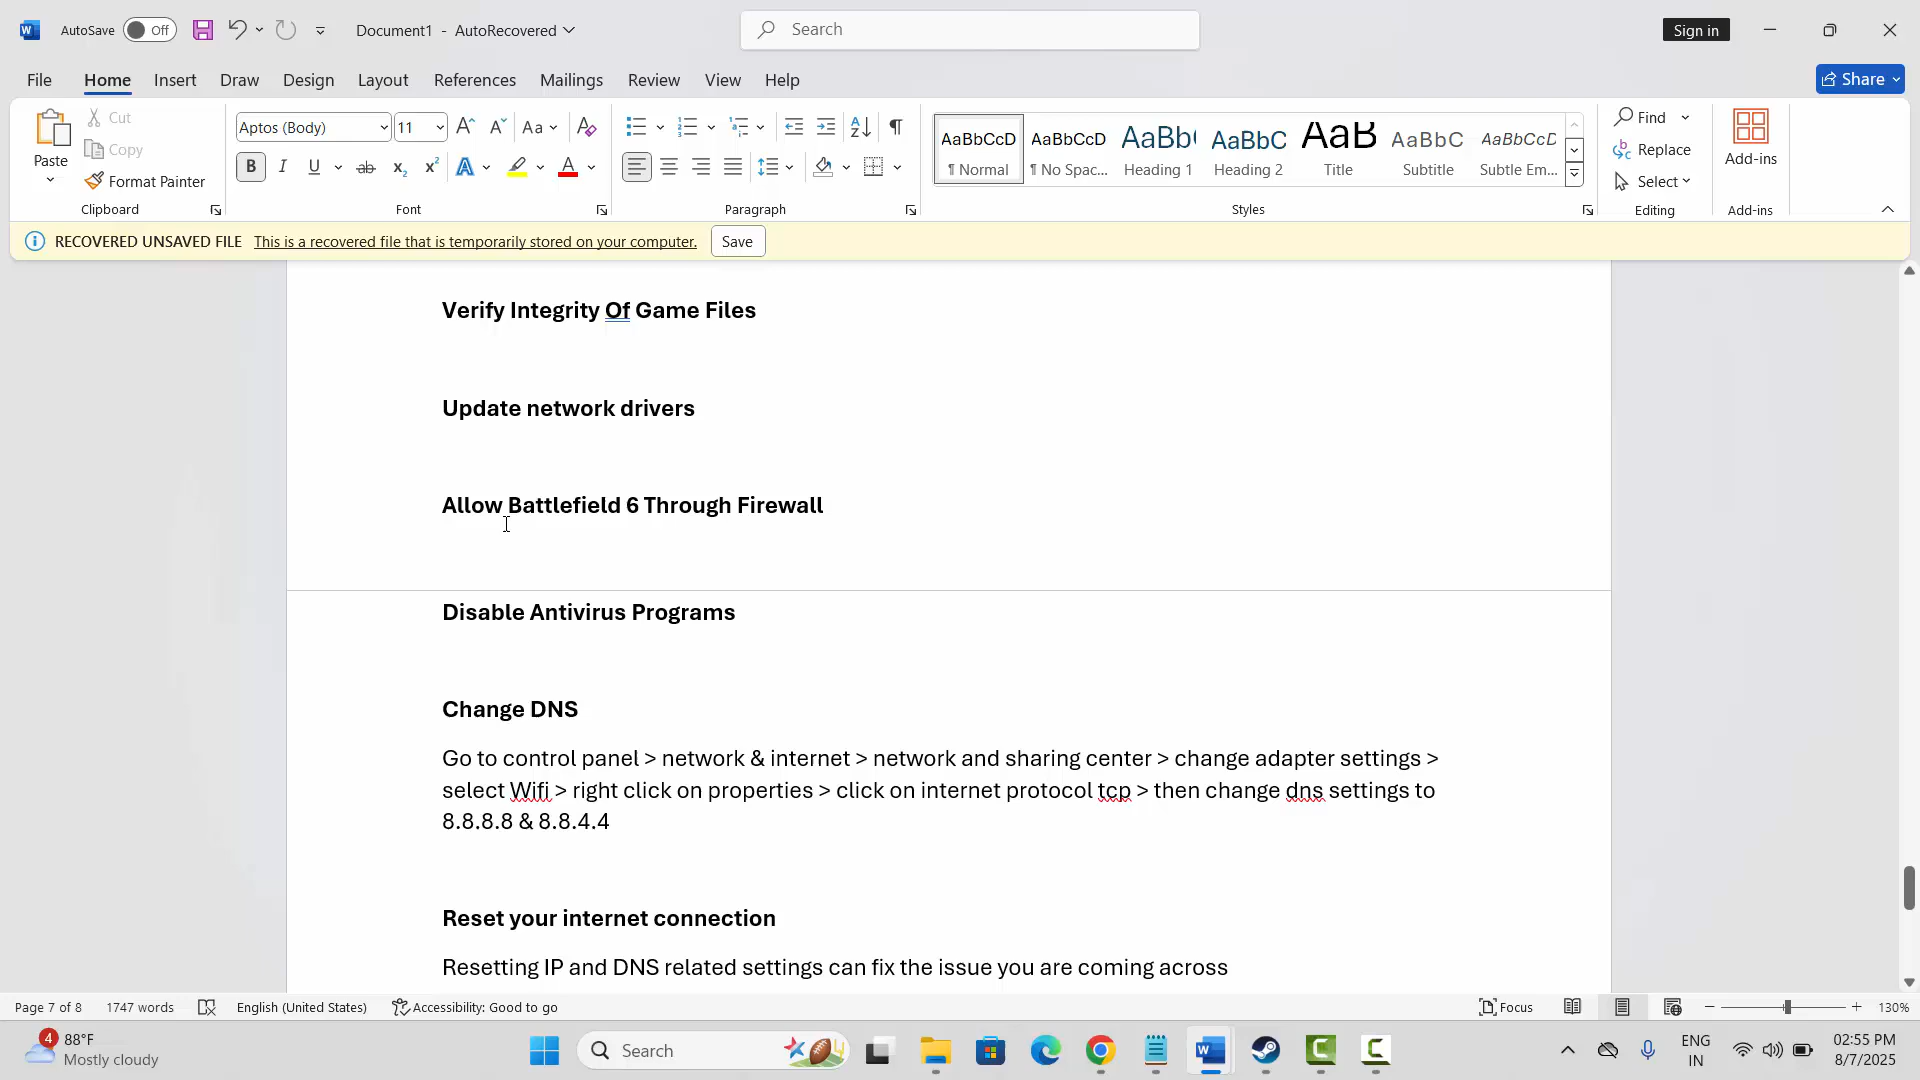 AutoSave Off Document1 - AutoRecovered Search Sign in
File Home Insert Draw Design Layout References Mailings Review View Help Share
Paste Cut Copy Format Painter Clipboard
Aptos (Body) 11 Aa
B I U ab x₂ x² A A Font
Paragraph
AaBbCcD AaBbCcD AaBb( AaBbC AaB AaBbC AaBbCcD
¶ Normal ¶ No Spac... Heading 1 Heading 2 Title Subtitle Subtle Em...
Styles
Find Replace Select Editing
Add-ins Add-ins
RECOVERED UNSAVED FILE This is a recovered file that is temporarily stored on your computer. Save
Verify Integrity Of Game Files
Update network drivers
Allow Battlefield 6 Through Firewall
Disable Antivirus Programs
Change DNS
Go to control panel > network & internet > network and sharing center > change adapter settings >
select Wifi > right click on properties > click on internet protocol tcp > then change dns settings to
8.8.8.8 & 8.8.4.4
Reset your internet connection
Resetting IP and DNS related settings can fix the issue you are coming across
Page 7 of 8 1747 words English (United States) Accessibility: Good to go Focus 130%
4 88°F Search ENG 02:55 PM
Mostly cloudy IN 8/7/2025